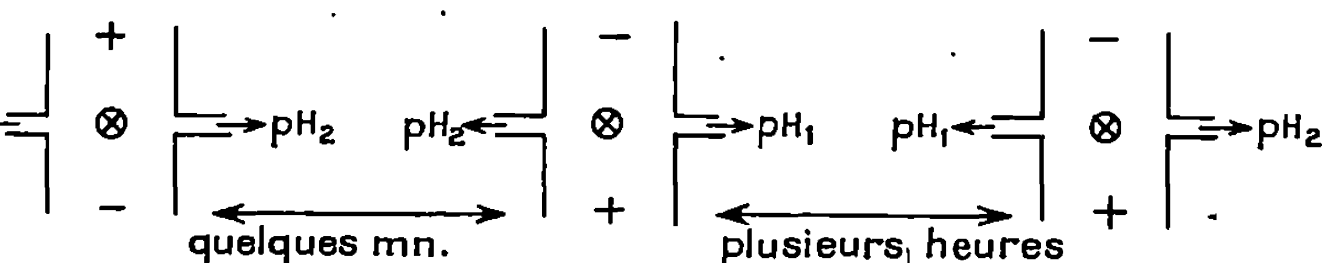 + − −
pH₂ pH₂ pH₁ pH₁ pH₂
− + +
quelques mn. plusieurs heures